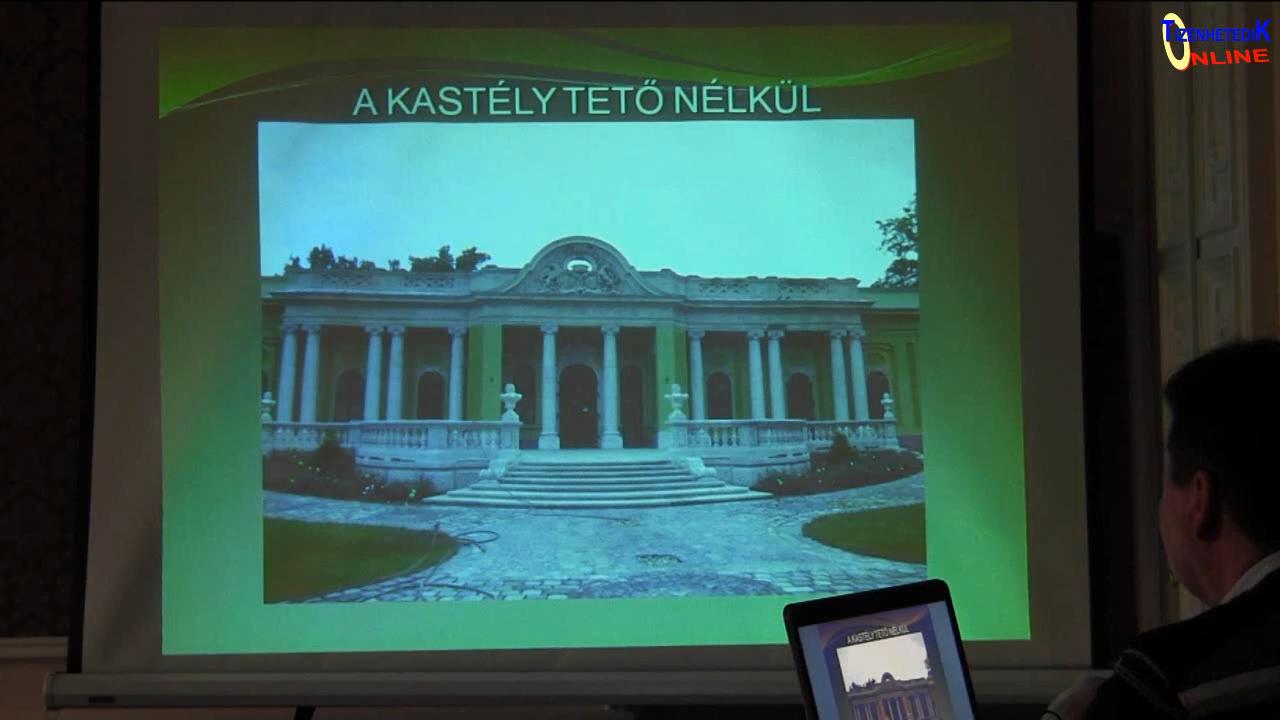 TIZENHETEDIK
ONLINE
A KASTÉLY TETŐ NÉLKÜL
A KASTÉLY TETŐ NÉLKÜL